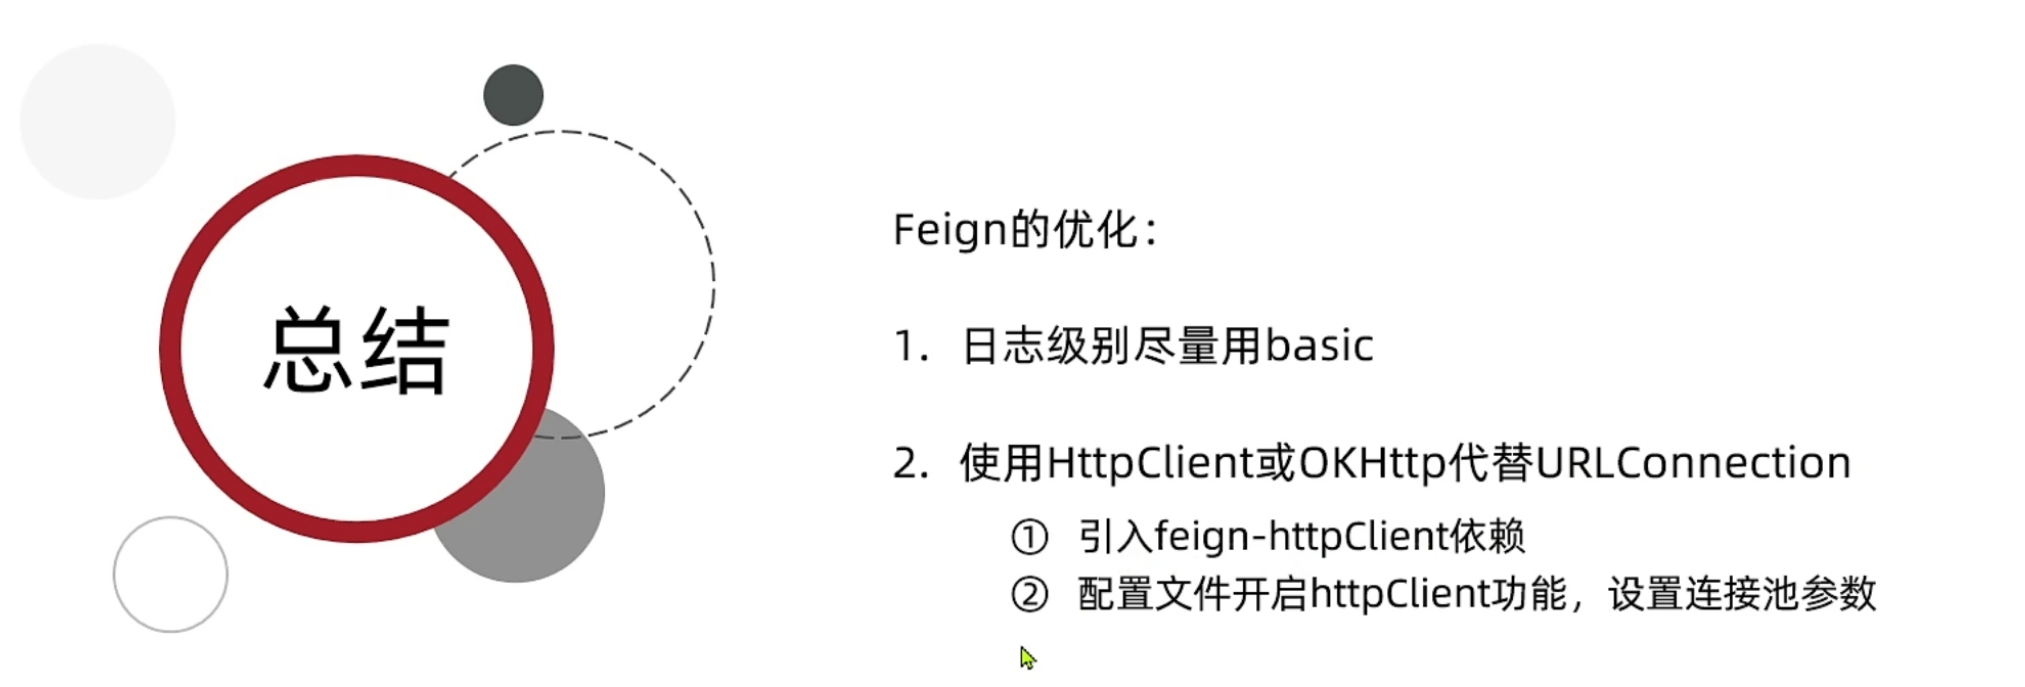 总结
Feign的优化：
1. 日志级别尽量用basic
2. 使用HttpClient或OKHttp代替URLConnection
① 引入feign-httpClient依赖
② 配置文件开启httpClient功能，设置连接池参数